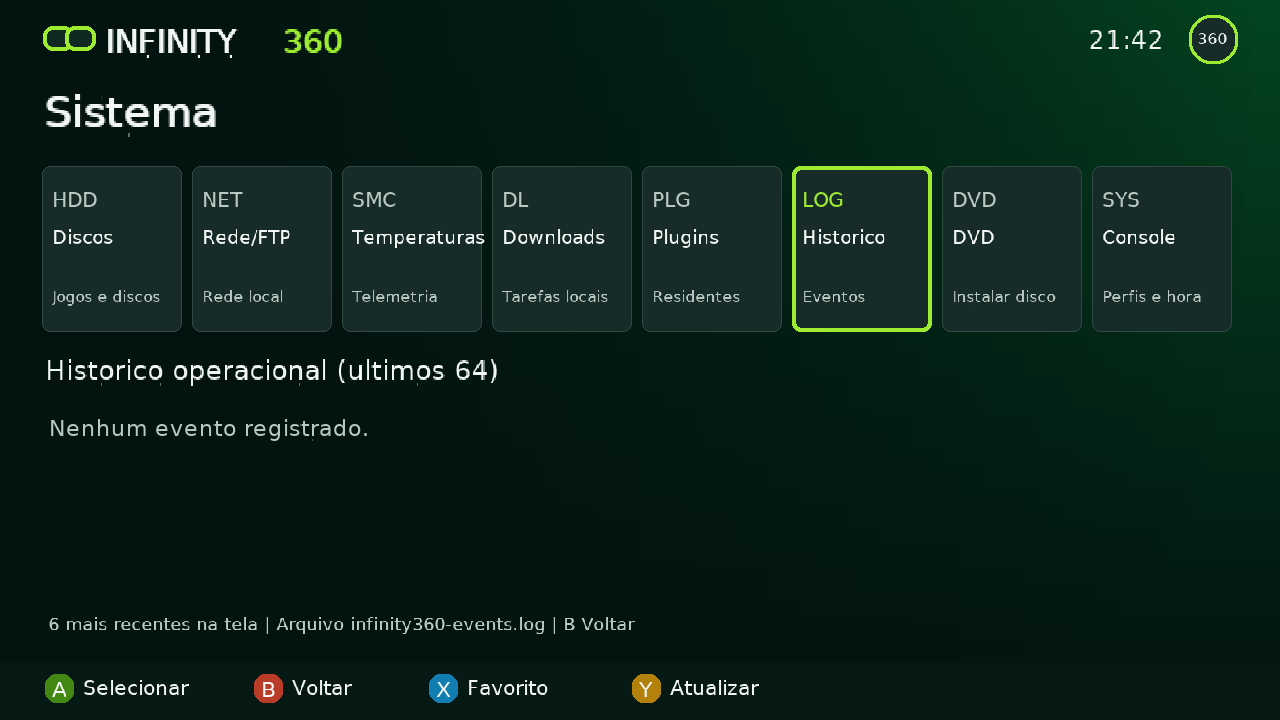 INFINITY 360 21:42 360
Sistema
HDD NET SMC DL PLG LOG DVD SYS
Discos Rede/FTP Temperaturas Downloads Plugins Historico DVD Console
Jogos e discos Rede local Telemetria Tarefas locais Residentes Eventos Instalar disco Perfis e hora
Historico operacional (ultimos 64)
Nenhum evento registrado.
6 mais recentes na tela | Arquivo infinity360-events.log | B Voltar
A Selecionar B Voltar X Favorito Y Atualizar